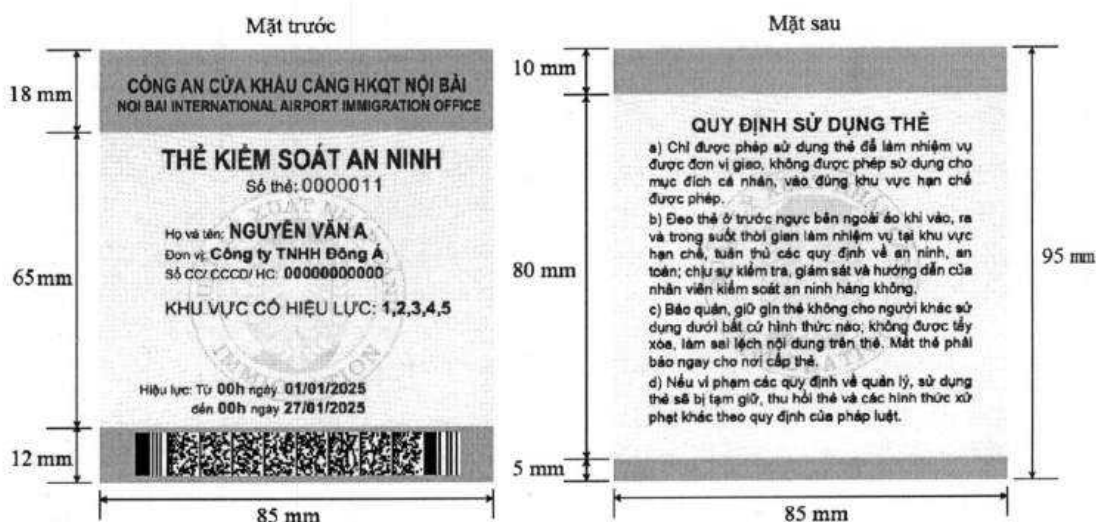 Mặt trước
18 mm
CÔNG AN CỬA KHẨU CẢNG HKQT NỘI BÀI
NOI BAI INTERNATIONAL AIRPORT IMMIGRATION OFFICE
THẺ KIỂM SOÁT AN NINH
Số thẻ: 0000011
65 mm
Họ và tên: NGUYỄN VĂN A
Đơn vị: Công ty TNHH Đông Á
Số CC/ CCCD/ HC: 00000000000
KHU VỰC CÓ HIỆU LỰC: 1,2,3,4,5
Hiệu lực: Từ 00h ngày 01/01/2025
đến 00h ngày 27/01/2025
12 mm
85 mm
Mặt sau
10 mm
QUY ĐỊNH SỬ DỤNG THẺ
a) Chỉ được phép sử dụng thẻ để làm nhiệm vụ
được đơn vị giao, không được phép sử dụng cho
mục đích cá nhân, vào đúng khu vực hạn chế
được phép.
b) Đeo thẻ ở trước ngực bên ngoài áo khi vào, ra
và trong suốt thời gian làm nhiệm vụ tại khu vực
hạn chế, tuân thủ các quy định về an ninh, an
toàn; chịu sự kiểm tra, giám sát và hướng dẫn của
nhân viên kiểm soát an ninh hàng không.
c) Bảo quản, giữ gìn thẻ không cho người khác sử
dụng dưới bất cứ hình thức nào; không được tẩy
xóa, làm sai lệch nội dung trên thẻ. Mất thẻ phải
báo ngay cho nơi cấp thẻ.
d) Nếu vi phạm các quy định về quản lý, sử dụng
thẻ sẽ bị tạm giữ, thu hồi thẻ và các hình thức xử
phạt khác theo quy định của pháp luật.
80 mm
95 mm
5 mm
85 mm